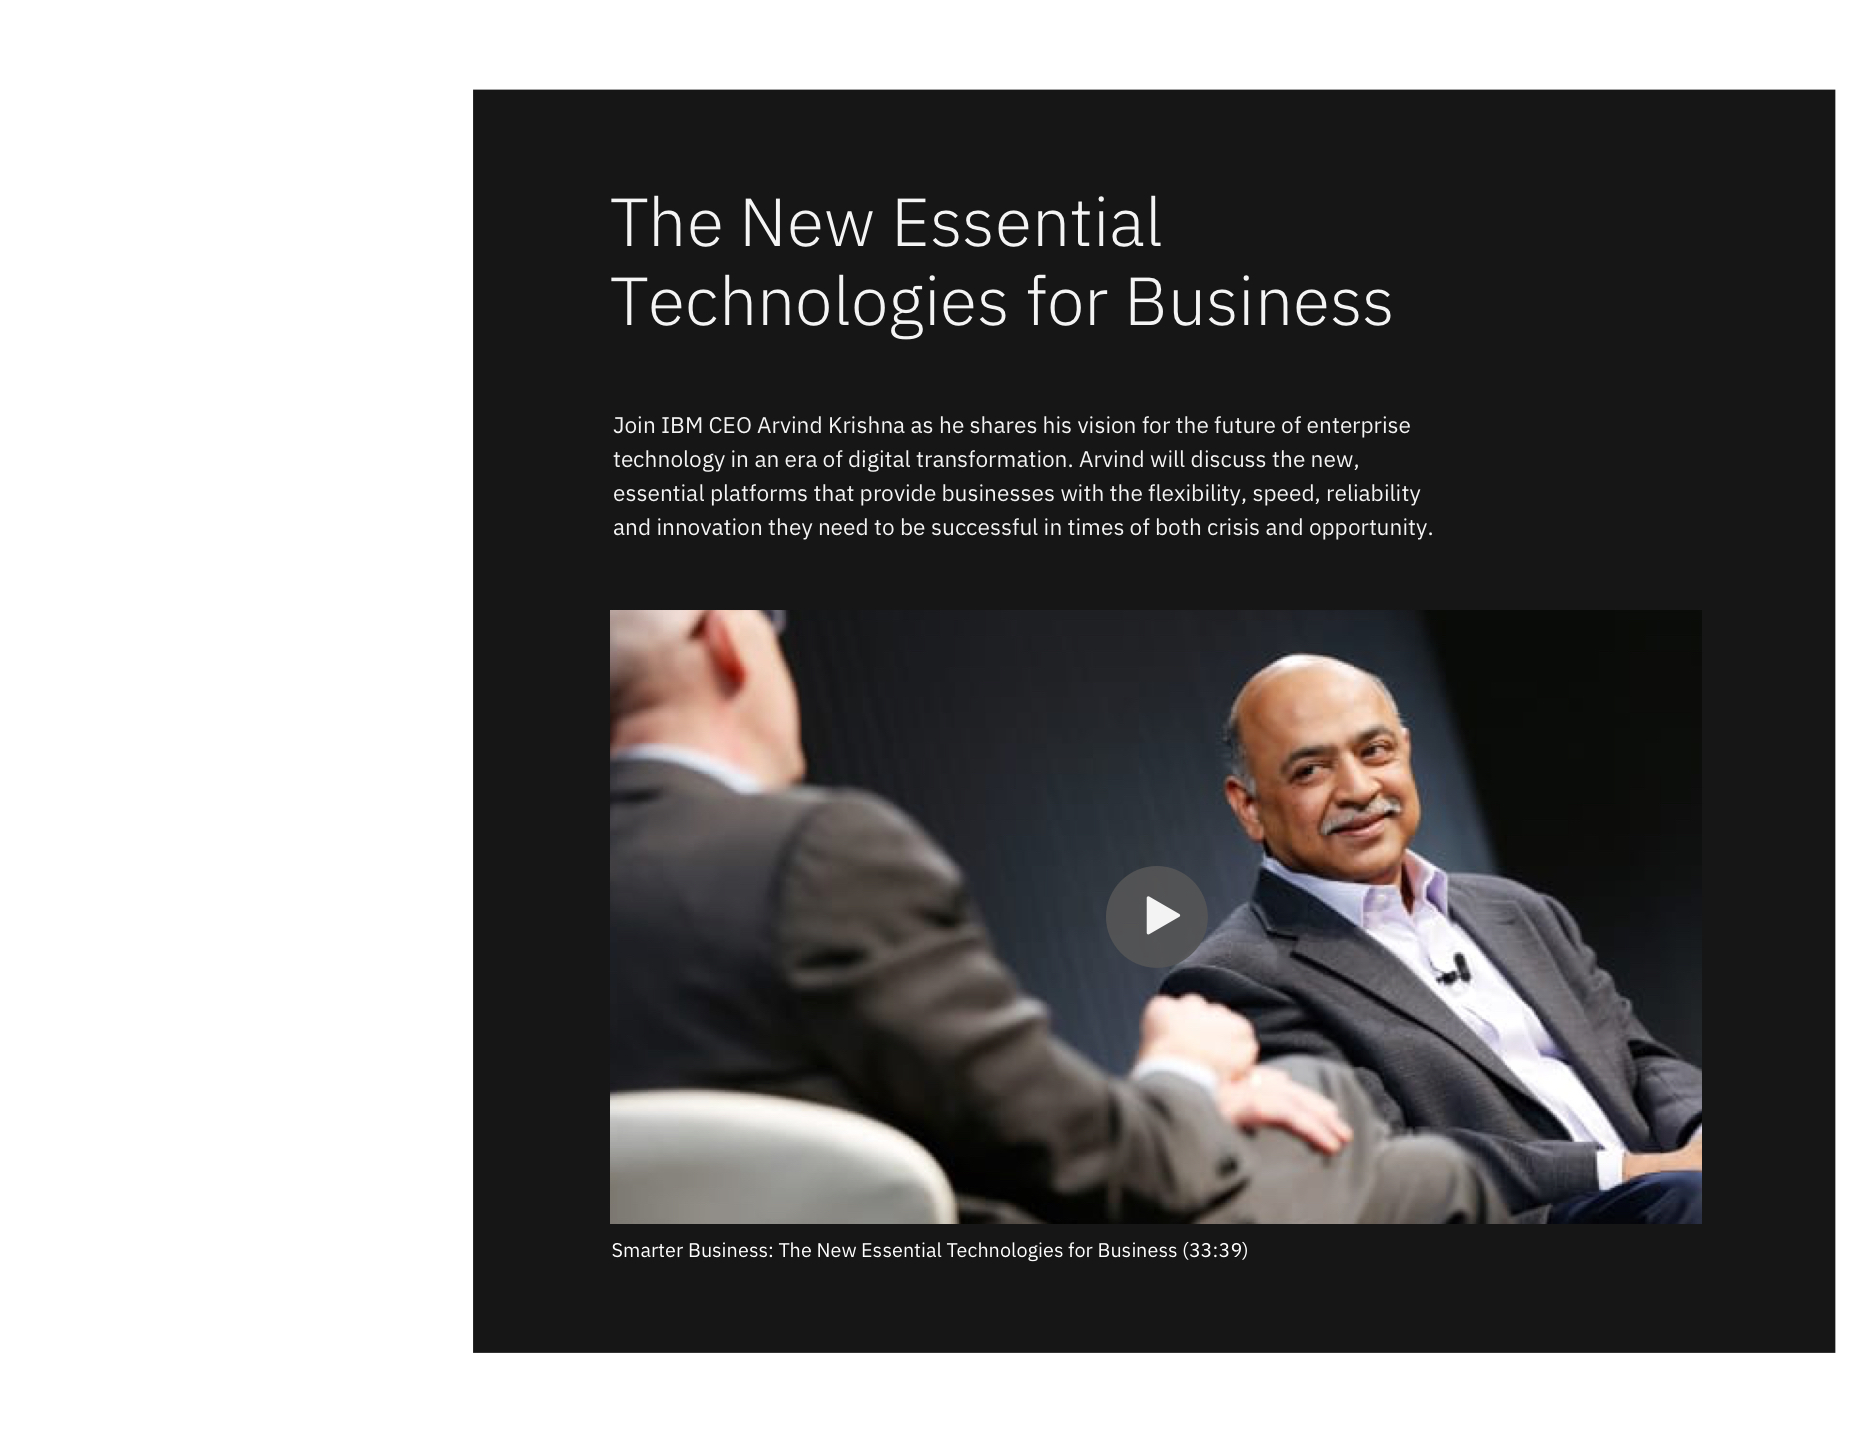 The New Essential
Technologies for Business
Join IBM CEO Arvind Krishna as he shares his vision for the future of enterprise
technology in an era of digital transformation. Arvind will discuss the new,
essential platforms that provide businesses with the flexibility, speed, reliability
and innovation they need to be successful in times of both crisis and opportunity.
Smarter Business: The New Essential Technologies for Business (33:39)